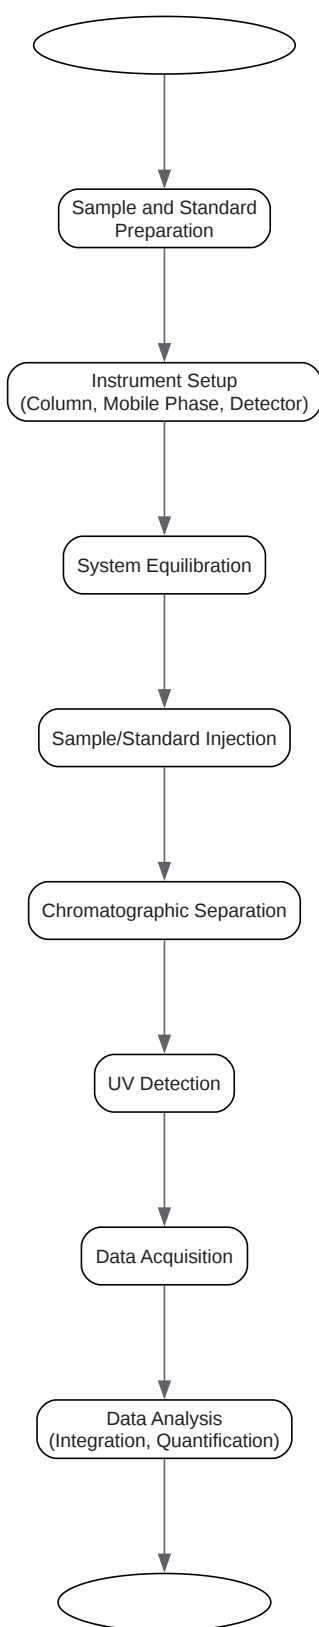 Sample and Standard
Preparation
Instrument Setup
(Column, Mobile Phase, Detector)
System Equilibration
Sample/Standard Injection
Chromatographic Separation
UV Detection
Data Acquisition
Data Analysis
(Integration, Quantification)